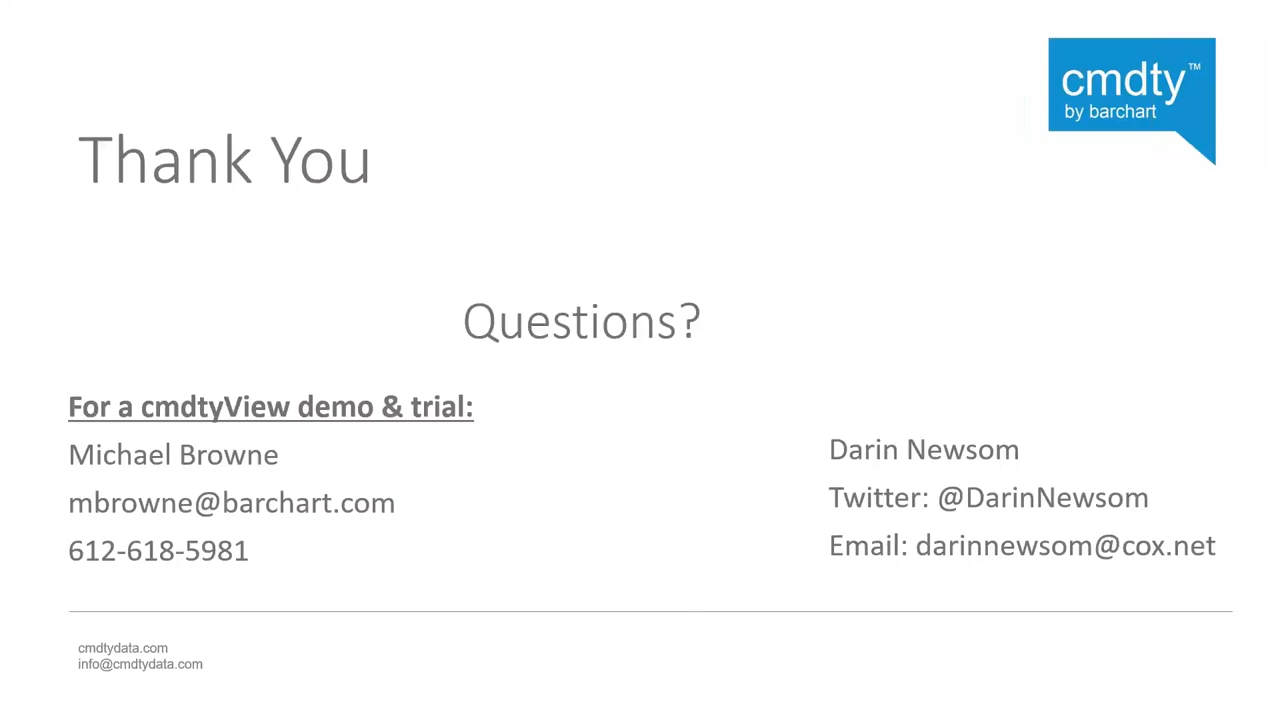 cmdty™
by barchart
Thank You
Questions?
For a cmdtyView demo & trial:
Michael Browne
mbrowne@barchart.com
612-618-5981
Darin Newsom
Twitter: @DarinNewsom
Email: darinnewsom@cox.net
cmdtydata.com
info@cmdtydata.com